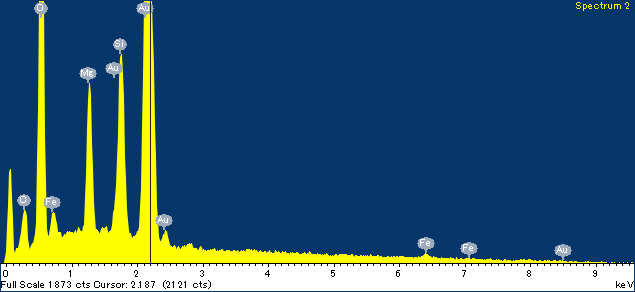 Spectrum 2
O
Au
Si
Mg
Au
C
Fe
Au
Fe
Fe
Au
0 1 2 3 4 5 6 7 8 9
Full Scale 1873 cts Cursor: 2.187 (2121 cts) keV